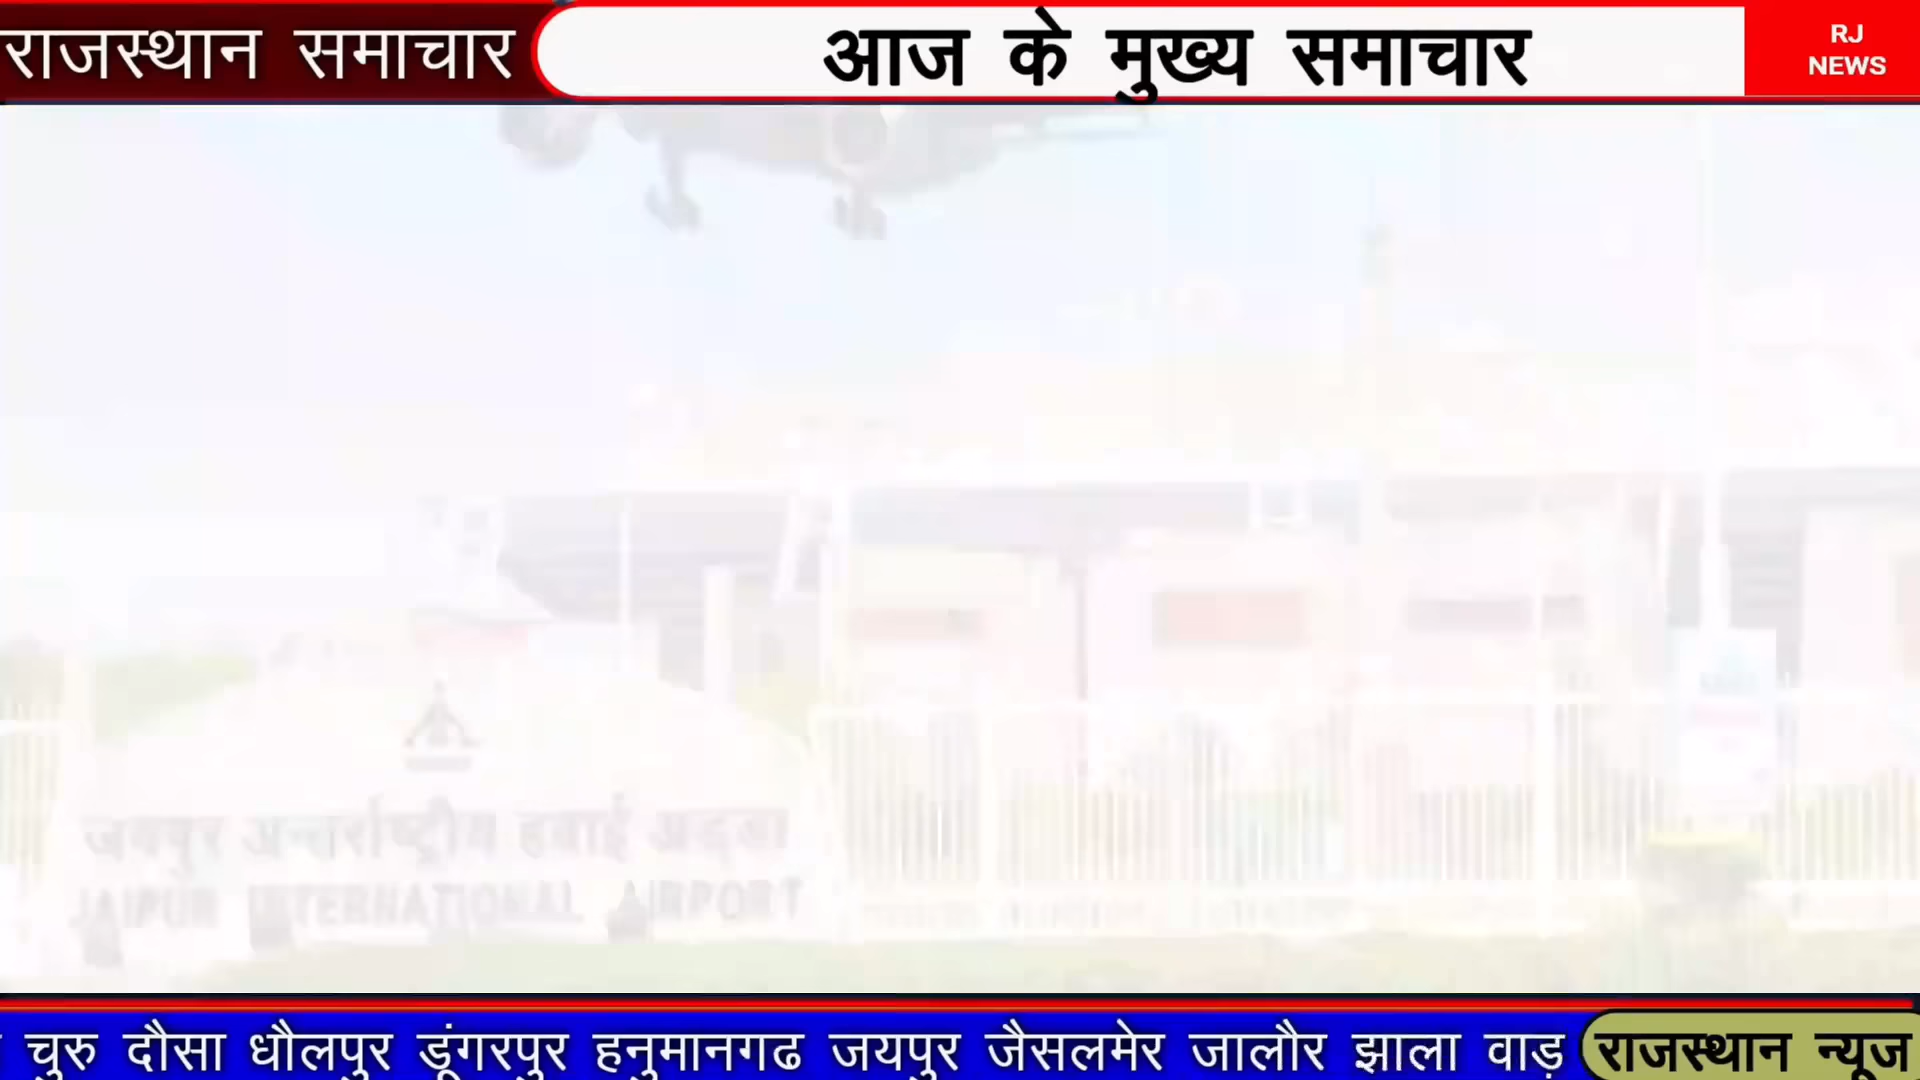 राजस्थान समाचार
आज के मुख्य समाचार
RJ
NEWS
जयपुर अन्तर्राष्ट्रीय हवाई अड्डा
JAIPUR INTERNATIONAL AIRPORT
चुरु दौसा धौलपुर डूंगरपुर हनुमानगढ जयपुर जैसलमेर जालौर झाला वाड़
राजस्थान न्यूज